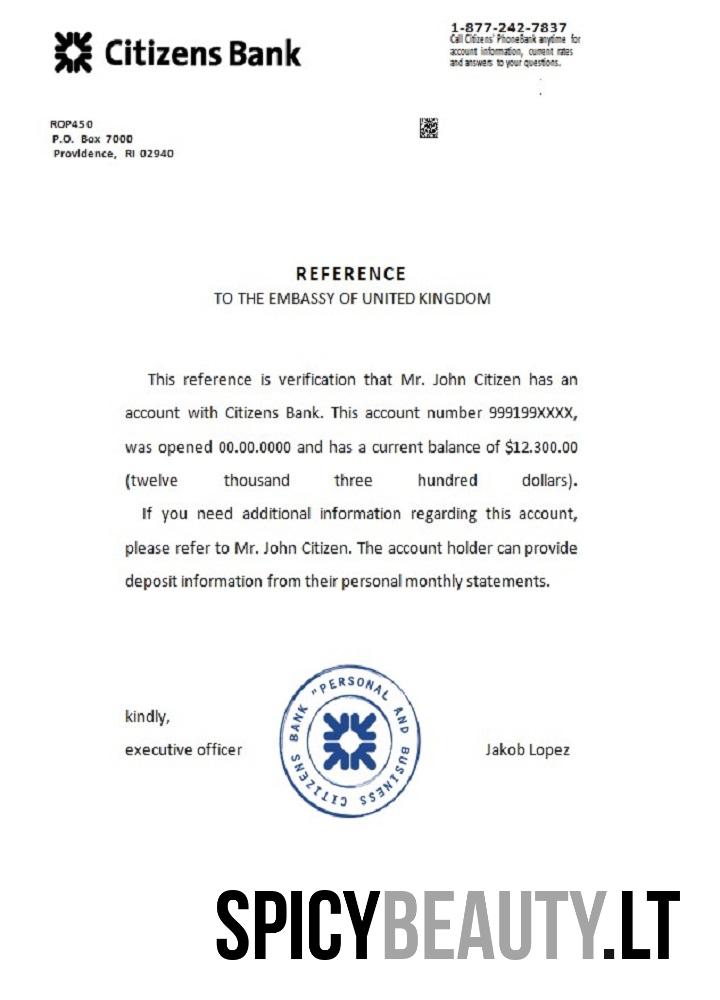 Citizens Bank
1-877-242-7837
Call Citizens' PhoneBank anytime for
account information, current rates
and answers to your questions.
ROP450
P.O. Box 7000
Providence, RI 02940
REFERENCE
TO THE EMBASSY OF UNITED KINGDOM
This reference is verification that Mr. John Citizen has an
account with Citizens Bank. This account number 999199XXXX,
was opened 00.00.0000 and has a current balance of $12.300.00
(twelve thousand three hundred dollars).
If you need additional information regarding this account,
please refer to Mr. John Citizen. The account holder can provide
deposit information from their personal monthly statements.
kindly,
executive officer
CITIZENS BANK "PERSONAL AND BUSINESS
Jakob Lopez
SPICYBEAUTY.LT